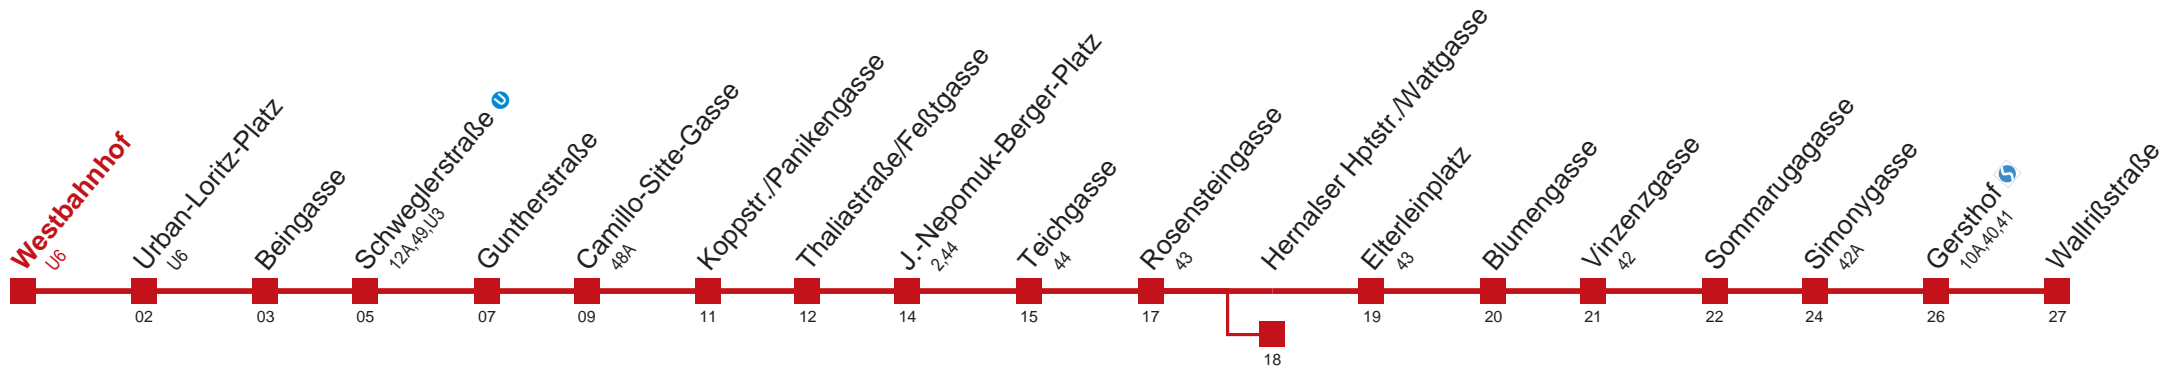 Westbahnhof
U6
Urban-Loritz-Platz
U6
02
Beingasse
03
Schweglerstraße U
12A,49,U3
05
Guntherstraße
07
Camillo-Sitte-Gasse
48A
09
Koppstr./Panikengasse
11
Thaliastraße/Feßtgasse
12
J.-Nepomuk-Berger-Platz
2,44
14
Teichgasse
44
15
Rosensteingasse
43
17
Hernalser Hptstr./Wattgasse
18
Elterleinplatz
43
19
Blumengasse
20
Vinzenzgasse
42
21
Sommarugagasse
22
Simonygasse
42A
24
Gersthof
10A,40,41
26
Wallrißstraße
27